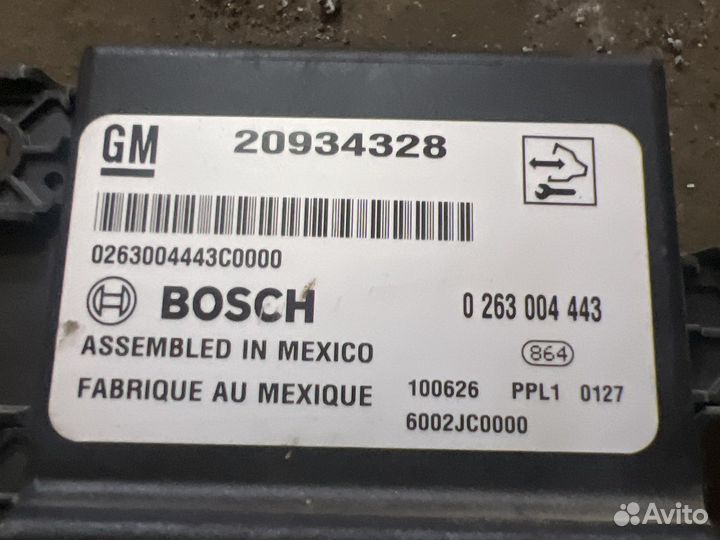 GM 20934328
0263004443C0000
BOSCH 0 263 004 443
ASSEMBLED IN MEXICO 864
FABRIQUE AU MEXIQUE 100626 PPL1 0127
6002JC0000
Avito